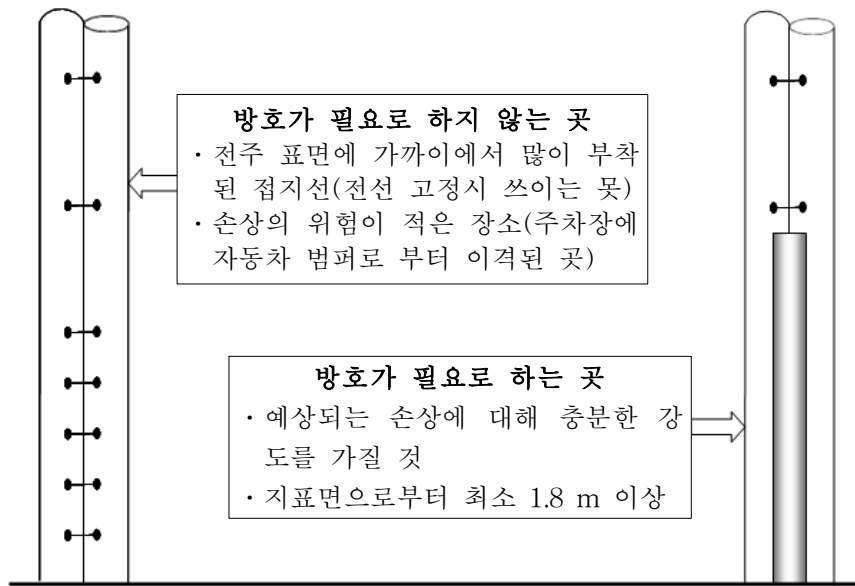 방호가 필요로 하지 않는 곳
· 전주 표면에 가까이에서 많이 부착
된 접지선(전선 고정시 쓰이는 못)
· 손상의 위험이 적은 장소(주차장에
자동차 범퍼로 부터 이격된 곳)
방호가 필요로 하는 곳
· 예상되는 손상에 대해 충분한 강
도를 가질 것
· 지표면으로부터 최소 1.8 m 이상